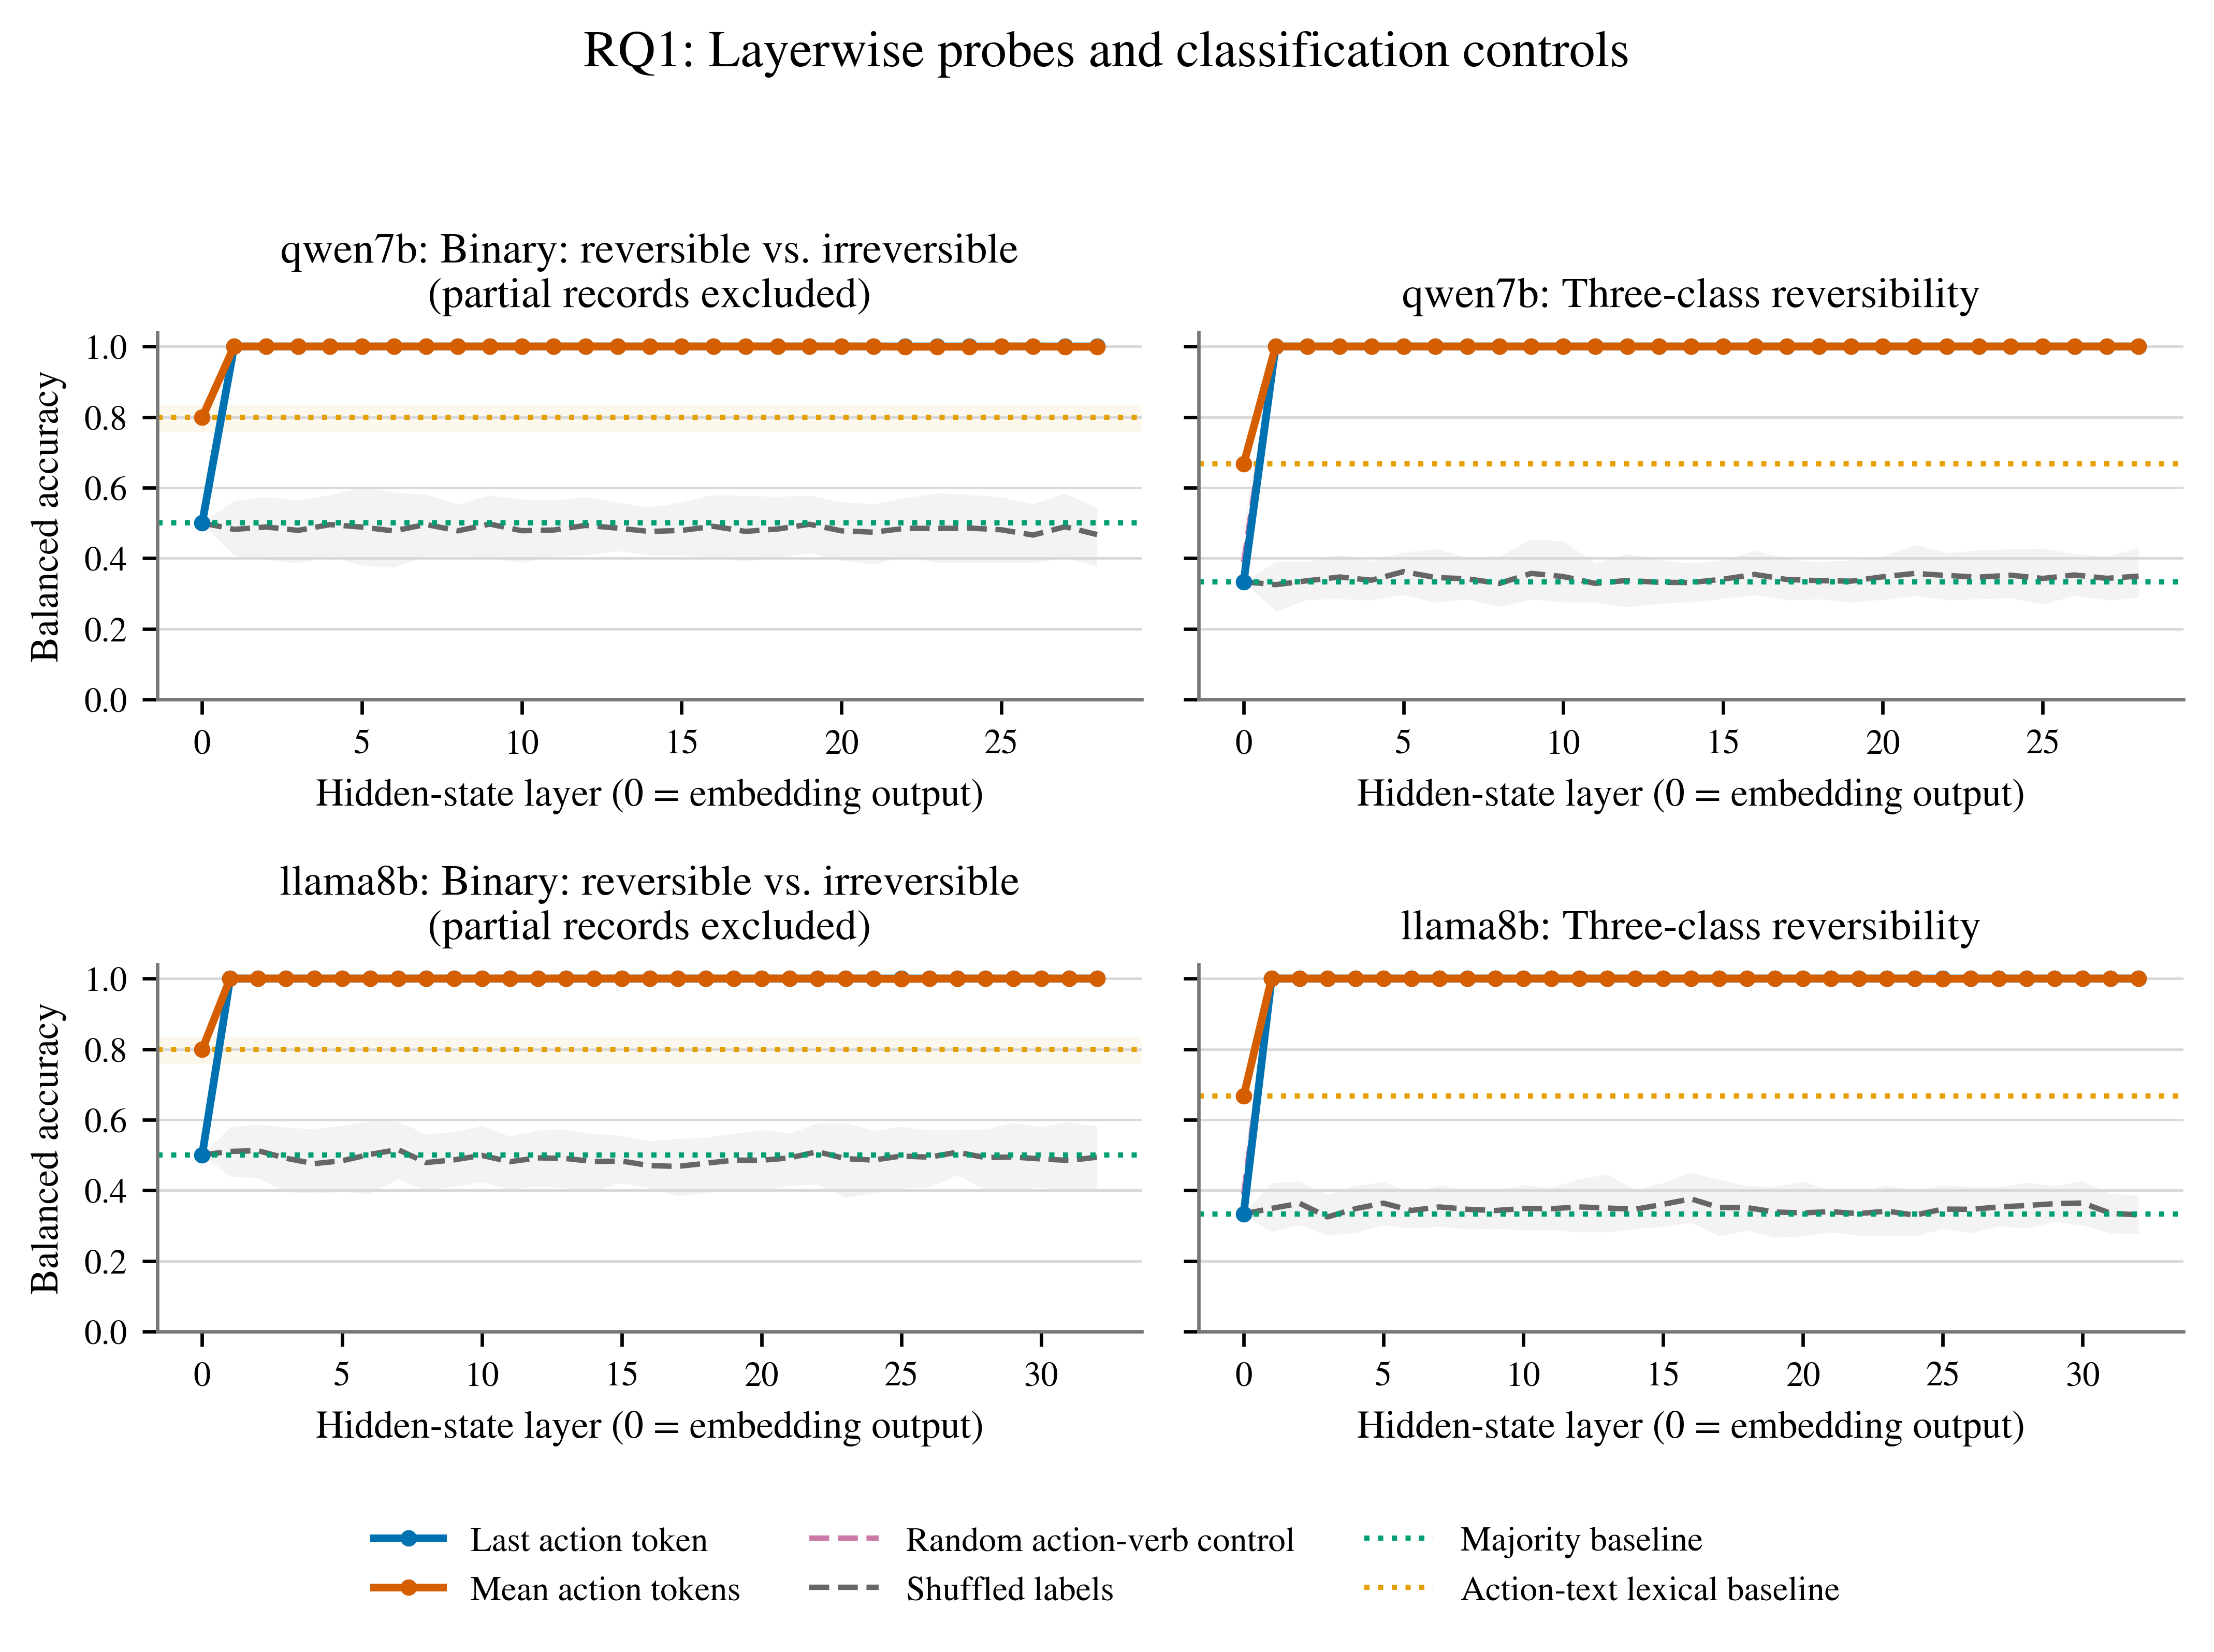 RQ1: Layerwise probes and classification controls
qwen7b: Binary: reversible vs. irreversible
(partial records excluded)
Balanced accuracy
1.0
0.8
0.6
0.4
0.2
0.0
0 5 10 15 20 25
Hidden-state layer (0 = embedding output)
qwen7b: Three-class reversibility
0 5 10 15 20 25
Hidden-state layer (0 = embedding output)
llama8b: Binary: reversible vs. irreversible
(partial records excluded)
Balanced accuracy
1.0
0.8
0.6
0.4
0.2
0.0
0 5 10 15 20 25 30
Hidden-state layer (0 = embedding output)
llama8b: Three-class reversibility
0 5 10 15 20 25 30
Hidden-state layer (0 = embedding output)
Last action token
Mean action tokens
Random action-verb control
Shuffled labels
Majority baseline
Action-text lexical baseline